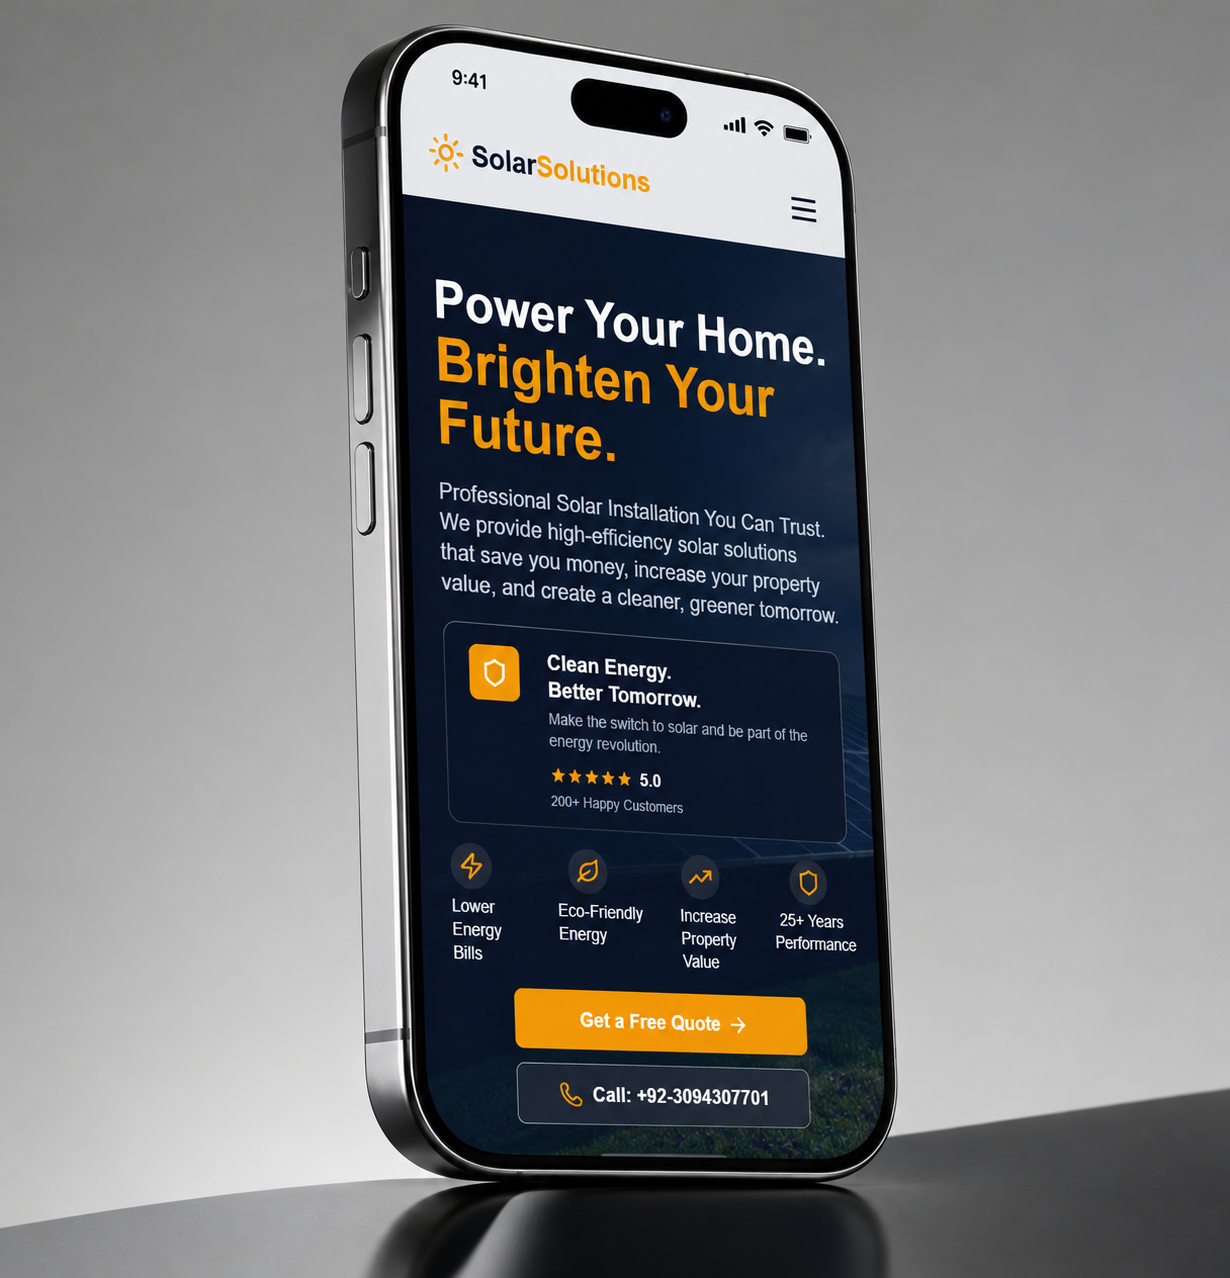 9:41
SolarSolutions
Power Your Home.
Brighten Your
Future.
Professional Solar Installation You Can Trust.
We provide high-efficiency solar solutions
that save you money, increase your property
value, and create a cleaner, greener tomorrow.
Clean Energy.
Better Tomorrow.
Make the switch to solar and be part of the
energy revolution.
★★★★★ 5.0
200+ Happy Customers
Lower
Energy
Bills
Eco-Friendly
Energy
Increase
Property
Value
25+ Years
Performance
Get a Free Quote →
Call: +92-3094307701